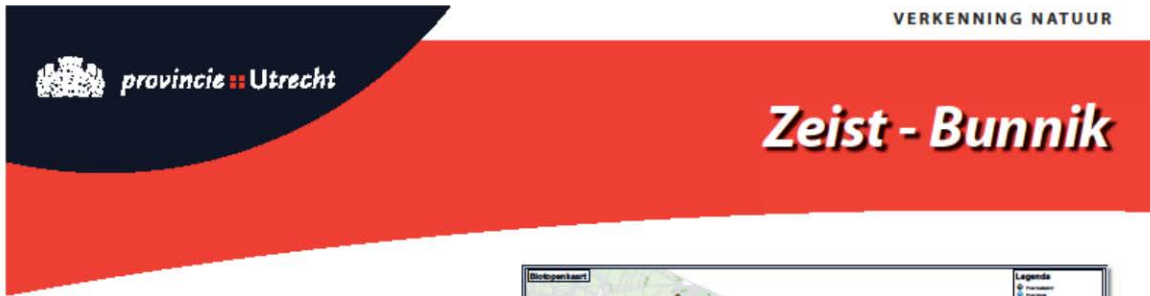 VERKENNING NATUUR
provincie :: Utrecht
Zeist - Bunnik
Biotopenkaart
Legenda